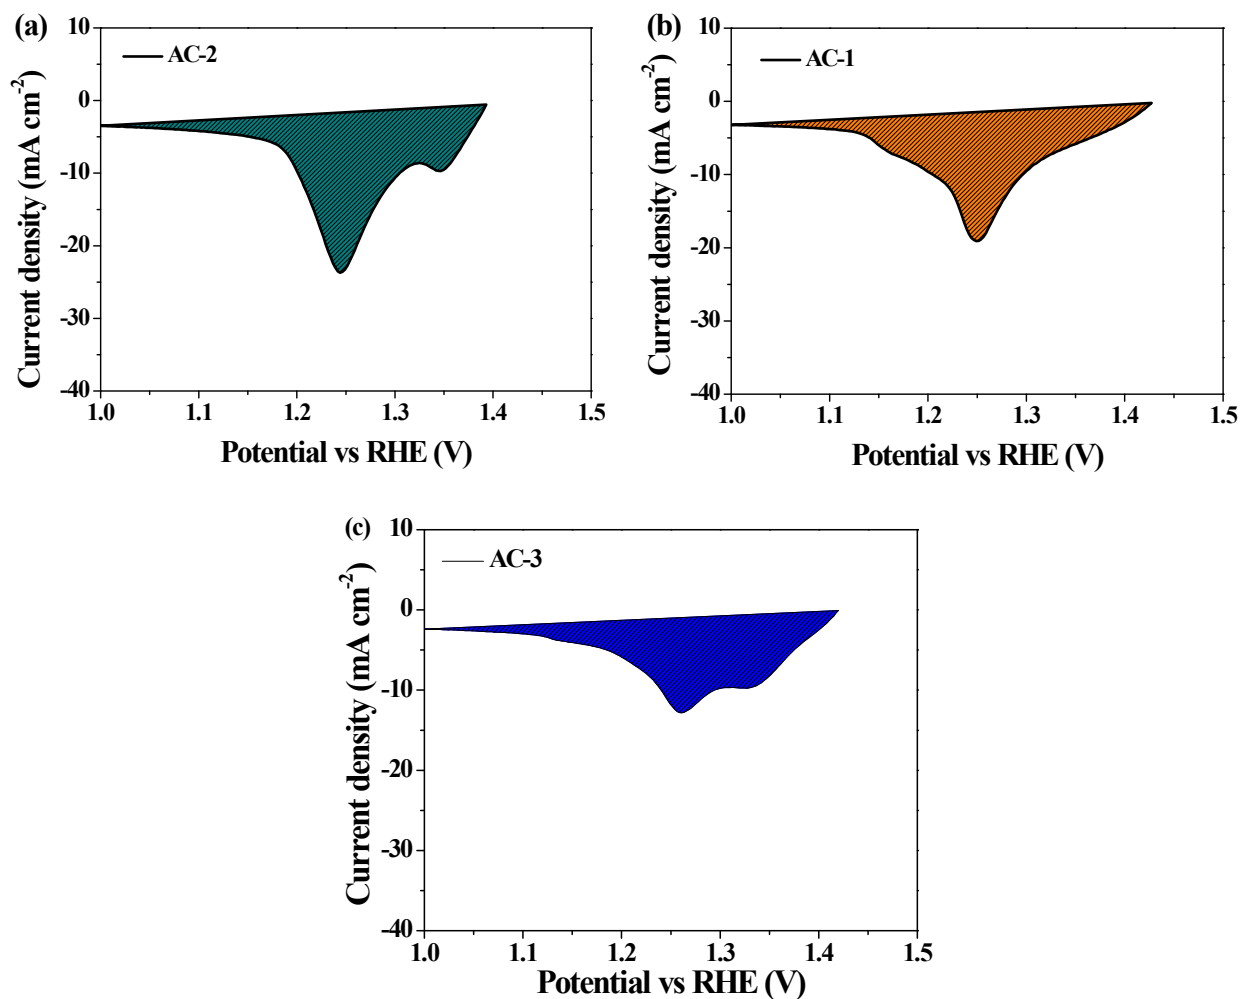 (a)
AC-2
10
0
-10
-20
-30
-40
1.0 1.1 1.2 1.3 1.4 1.5
Current density (mA cm-2)
Potential vs RHE (V)
(b)
AC-1
10
0
-10
-20
-30
-40
1.0 1.1 1.2 1.3 1.4 1.5
Current density (mA cm-2)
Potential vs RHE (V)
(c)
AC-3
10
0
-10
-20
-30
-40
1.0 1.1 1.2 1.3 1.4 1.5
Current density (mA cm-2)
Potential vs RHE (V)